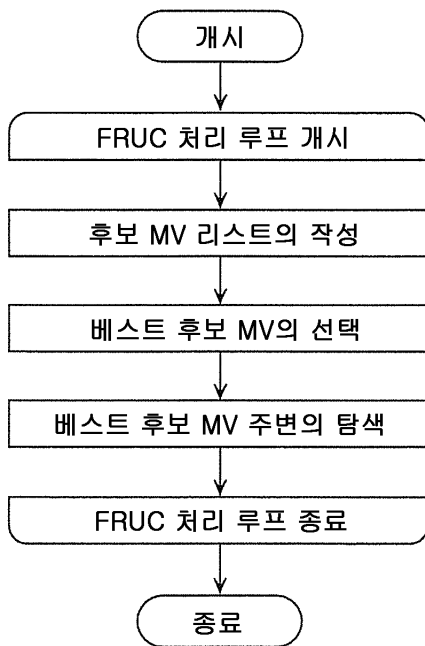 개시
FRUC 처리 루프 개시
후보 MV 리스트의 작성
베스트 후보 MV의 선택
베스트 후보 MV 주변의 탐색
FRUC 처리 루프 종료
종료